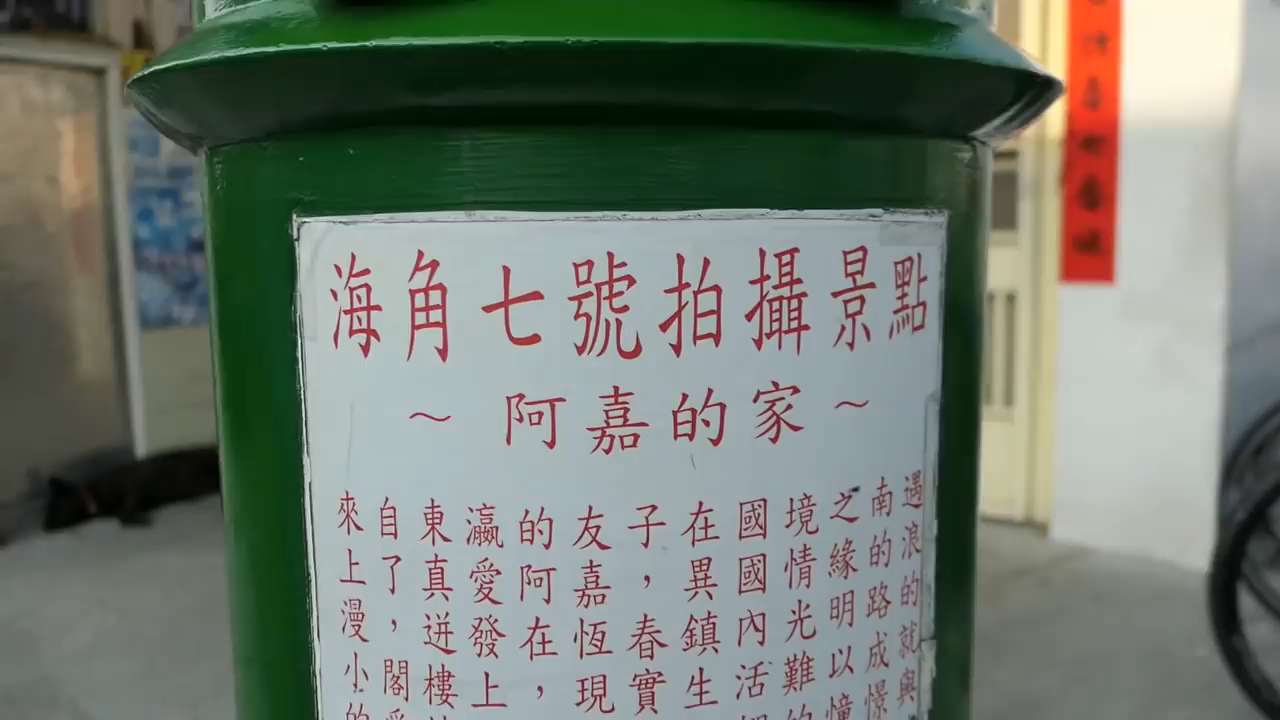 海角七號拍攝景點
~ 阿嘉的家 ~
來自東瀛的友子在國境之南遇
上了真愛阿嘉，異國情緣的浪
漫，迸發在恆春鎮內光明路的
小閣樓上，現實生活難以成就
憧憬與